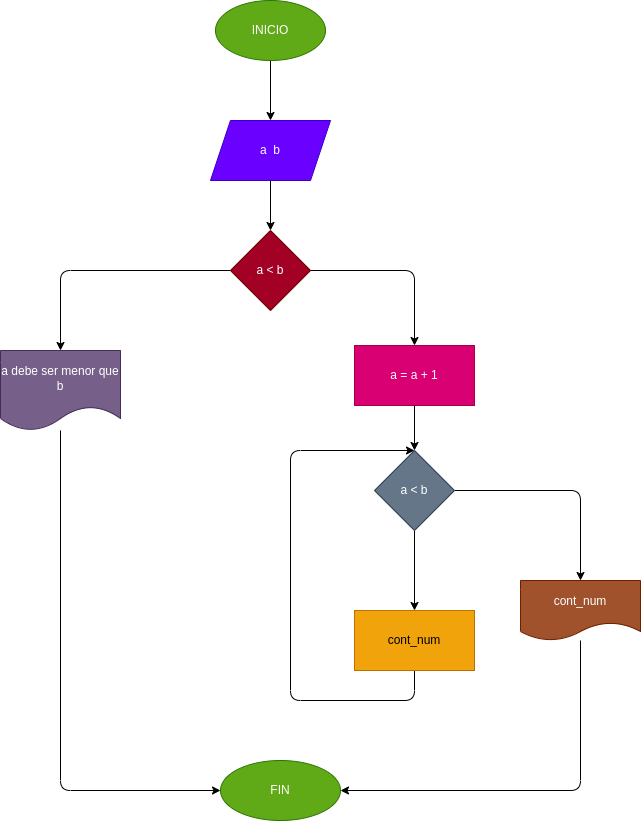 INICIO
a b
a < b
a debe ser menor que
b
a = a + 1
a < b
cont_num
cont_num
FIN